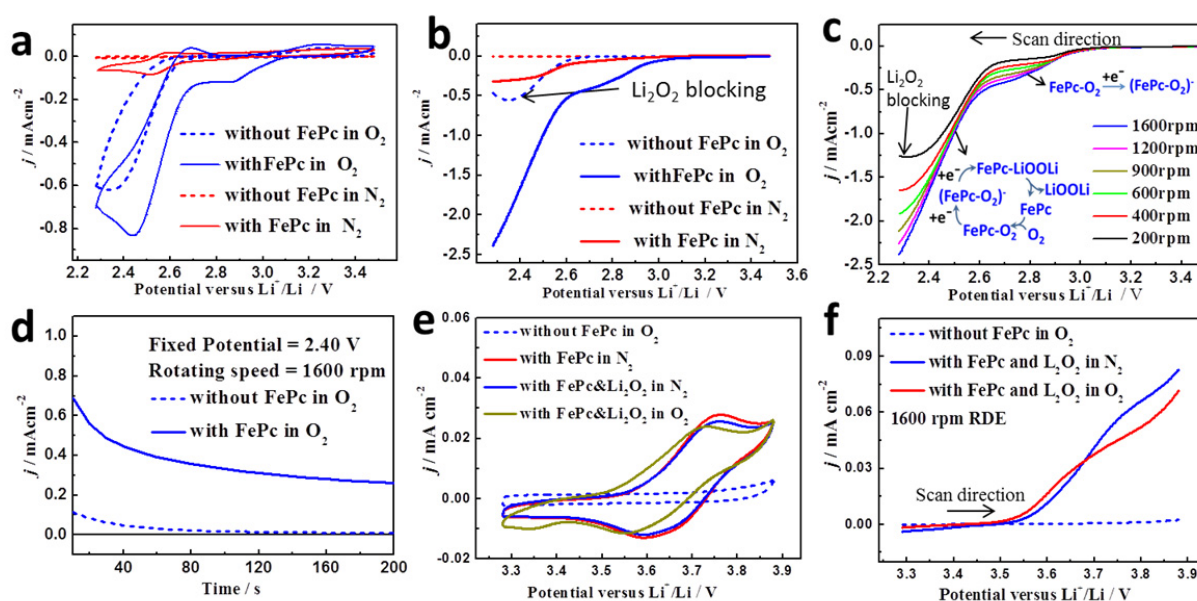 a
0.0
-0.2
-0.4
-0.6
-0.8
j / mAcm⁻²
without FePc in O₂
withFePc in O₂
without FePc in N₂
with FePc in N₂
2.2 2.4 2.6 2.8 3.0 3.2 3.4
Potential versus Li⁻/Li / V
b
0.0
-0.5
-1.0
-1.5
-2.0
-2.5
j / mAcm⁻²
Li₂O₂ blocking
without FePc in O₂
withFePc in O₂
without FePc in N₂
with FePc in N₂
2.4 2.6 2.8 3.0 3.2 3.4 3.6
Potential versus Li⁻/Li / V
c
0.0
-0.5
-1.0
-1.5
-2.0
-2.5
j / mAcm⁻²
Scan direction
Li₂O₂
blocking
FePc-O₂ +e⁻ (FePc-O₂)⁻
+e⁻ FePc-LiOOLi
LiOOLi
(FePc-O₂)⁻
FePc
+e⁻
FePc-O₂ O₂
1600rpm
1200rpm
900rpm
600rpm
400rpm
200rpm
2.2 2.4 2.6 2.8 3.0 3.2 3.4
Potential versus Li⁻/Li / V
d
1.0
0.8
0.6
0.4
0.2
0.0
j / mAcm⁻²
Fixed Potential = 2.40 V
Rotating speed = 1600 rpm
without FePc in O₂
with FePc in O₂
40 80 120 160 200
Time / s
e
0.06
0.04
0.02
0.00
-0.02
j / mA cm⁻²
without FePc in O₂
with FePc in N₂
with FePc&Li₂O₂ in N₂
with FePc&Li₂O₂ in O₂
3.3 3.4 3.5 3.6 3.7 3.8 3.9
Potential versus Li⁻/Li / V
f
0.09
0.06
0.03
0.00
j / mA cm⁻²
without FePc in O₂
with FePc and L₂O₂ in N₂
with FePc and L₂O₂ in O₂
1600 rpm RDE
Scan direction
3.3 3.4 3.5 3.6 3.7 3.8 3.9
Potential versus Li⁻/Li / V